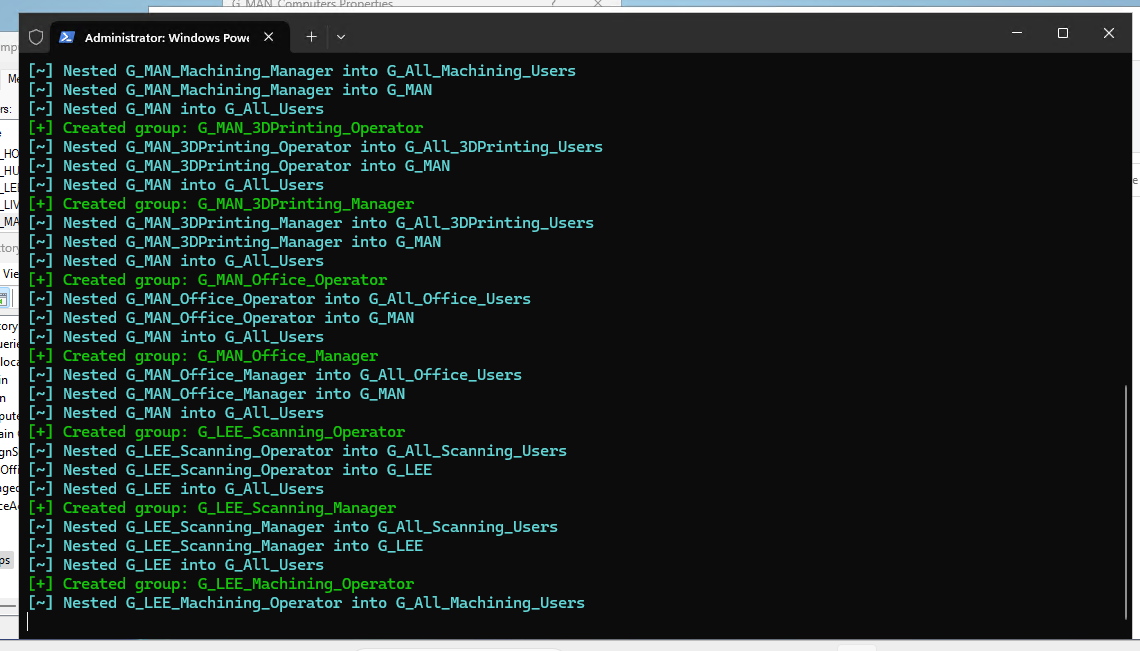 G_MAN_Computers Properties
Administrator: Windows Powe
[~] Nested G_MAN_Machining_Manager into G_All_Machining_Users
[~] Nested G_MAN_Machining_Manager into G_MAN
[~] Nested G_MAN into G_All_Users
[+] Created group: G_MAN_3DPrinting_Operator
[~] Nested G_MAN_3DPrinting_Operator into G_All_3DPrinting_Users
[~] Nested G_MAN_3DPrinting_Operator into G_MAN
[~] Nested G_MAN into G_All_Users
[+] Created group: G_MAN_3DPrinting_Manager
[~] Nested G_MAN_3DPrinting_Manager into G_All_3DPrinting_Users
[~] Nested G_MAN_3DPrinting_Manager into G_MAN
[~] Nested G_MAN into G_All_Users
[+] Created group: G_MAN_Office_Operator
[~] Nested G_MAN_Office_Operator into G_All_Office_Users
[~] Nested G_MAN_Office_Operator into G_MAN
[~] Nested G_MAN into G_All_Users
[+] Created group: G_MAN_Office_Manager
[~] Nested G_MAN_Office_Manager into G_All_Office_Users
[~] Nested G_MAN_Office_Manager into G_MAN
[~] Nested G_MAN into G_All_Users
[+] Created group: G_LEE_Scanning_Operator
[~] Nested G_LEE_Scanning_Operator into G_All_Scanning_Users
[~] Nested G_LEE_Scanning_Operator into G_LEE
[~] Nested G_LEE into G_All_Users
[+] Created group: G_LEE_Scanning_Manager
[~] Nested G_LEE_Scanning_Manager into G_All_Scanning_Users
[~] Nested G_LEE_Scanning_Manager into G_LEE
[~] Nested G_LEE into G_All_Users
[+] Created group: G_LEE_Machining_Operator
[~] Nested G_LEE_Machining_Operator into G_All_Machining_Users